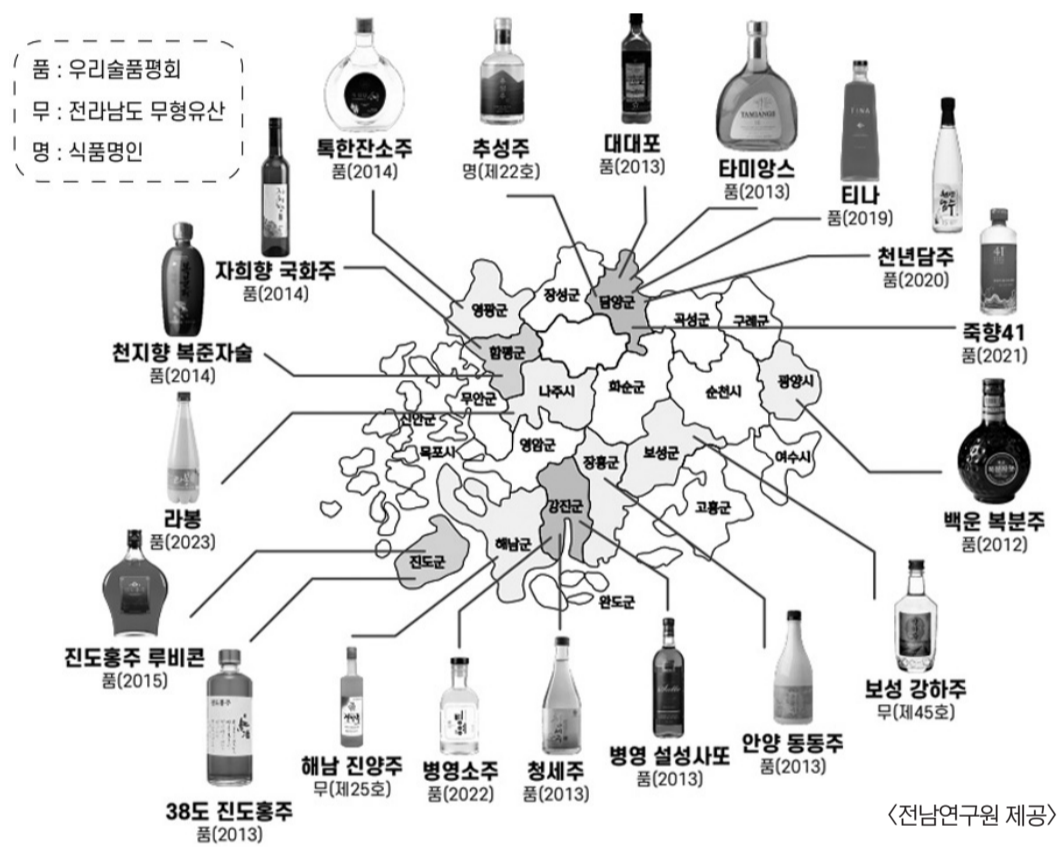 품 : 우리술품평회
무 : 전라남도 무형유산
명 : 식품명인
톡한잔소주
품(2014)
추성주
명(제22호)
대대포
품(2013)
타미앙스
품(2013)
티나
품(2019)
천년담주
품(2020)
죽향41
품(2021)
자희향 국화주
품(2014)
천지향 복준자술
품(2014)
라봉
품(2023)
백운 복분주
품(2012)
진도홍주 루비콘
품(2015)
38도 진도홍주
품(2013)
해남 진양주
무(제25호)
병영소주
품(2022)
청세주
품(2013)
병영 설성사또
품(2013)
안양 동동주
품(2013)
보성 강하주
무(제45호)
영광군
장성군
담양군
곡성군
구례군
함평군
나주시
화순군
순천시
광양시
무안군
신안군
목포시
영암군
장흥군
보성군
여수시
강진군
고흥군
해남군
진도군
완도군
TAMIANGS
TINA
41
진도홍주
<전남연구원 제공>